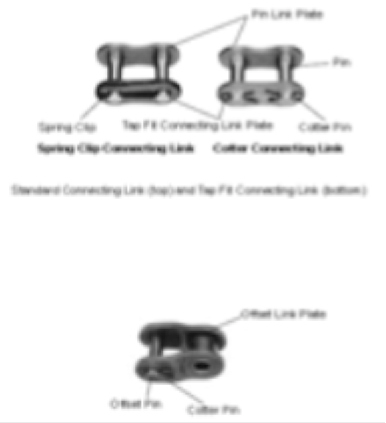 Pin Link Plate
Pin
Spring Clip
Tap Fit Connecting Link Plate
Cotter Pin
Spring Clip Connecting Link
Cotter Connecting Link
Standard Connecting Link (top) and Tap Fit Connecting Link (bottom)
Offset Link Plate
Offset Pin
Cotter Pin